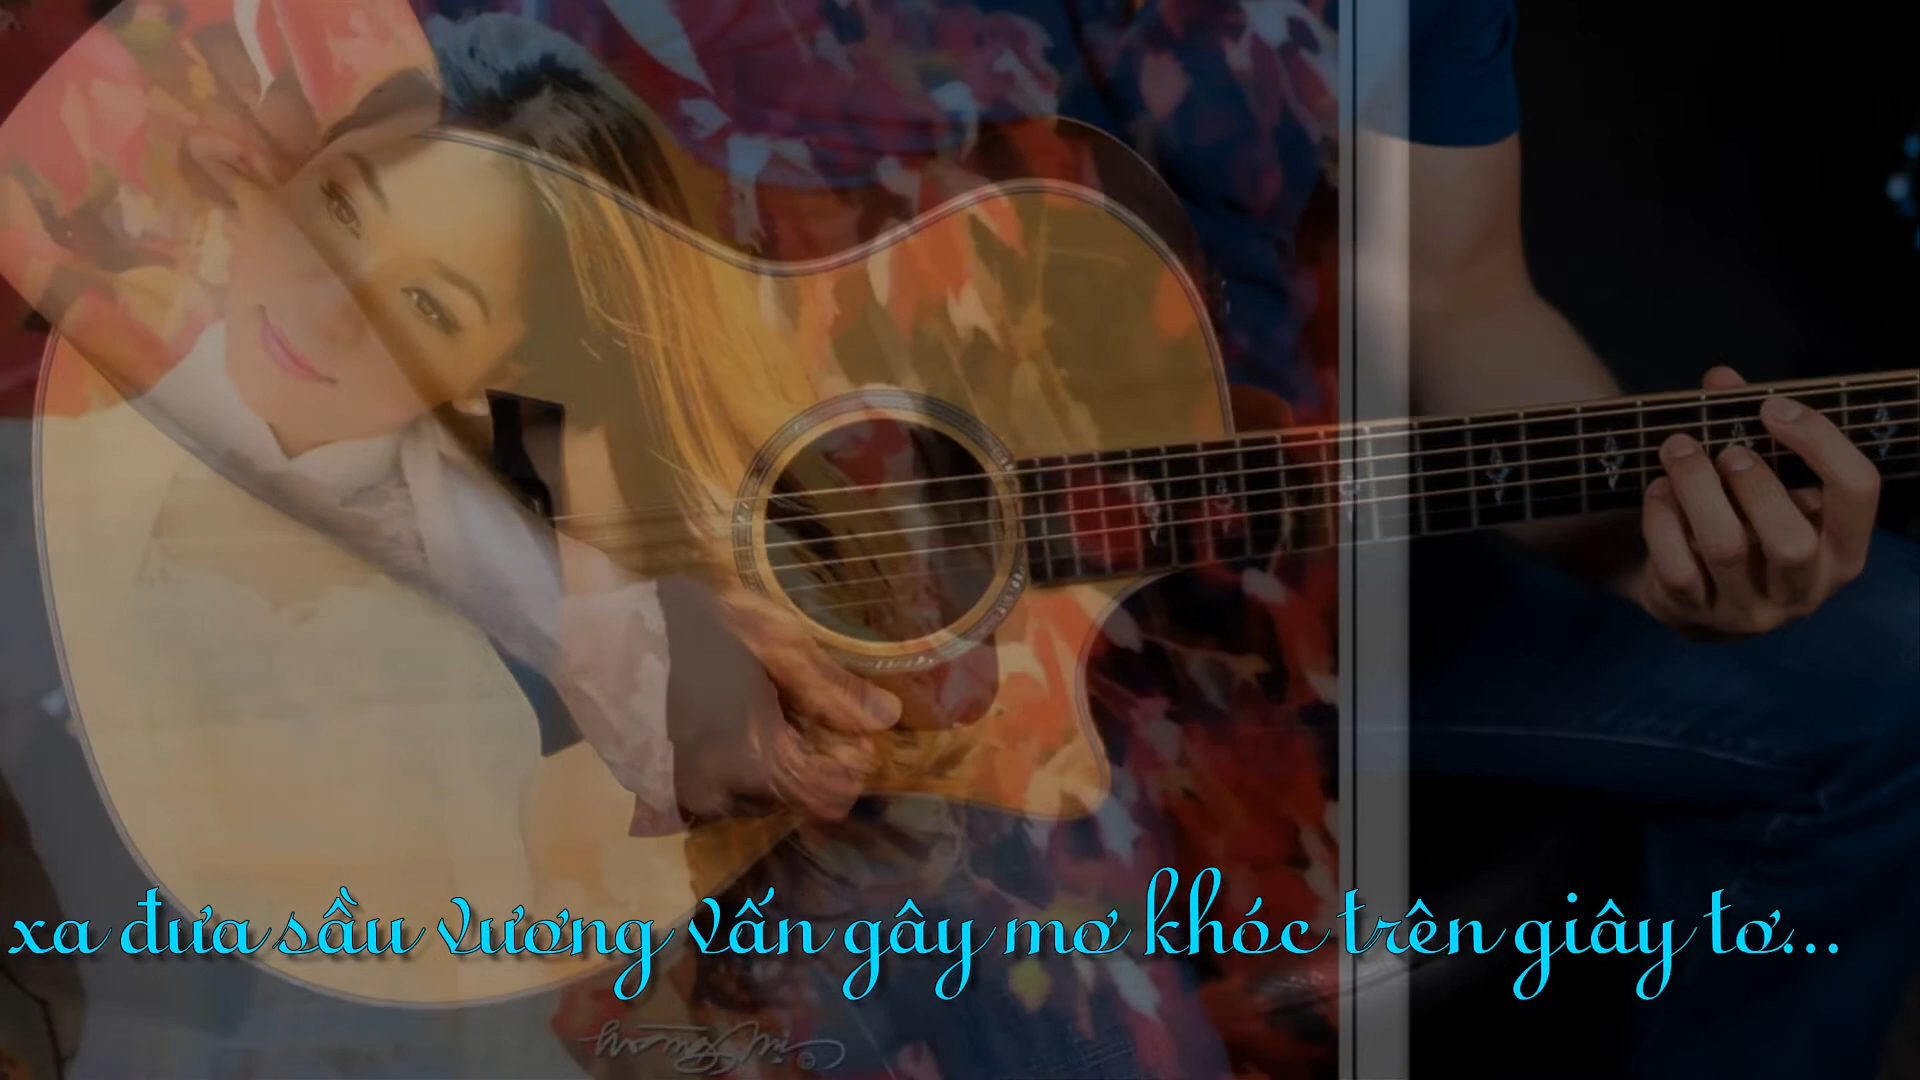 xa đưa sầu vương vấn gây mơ khóc trên giây tơ...